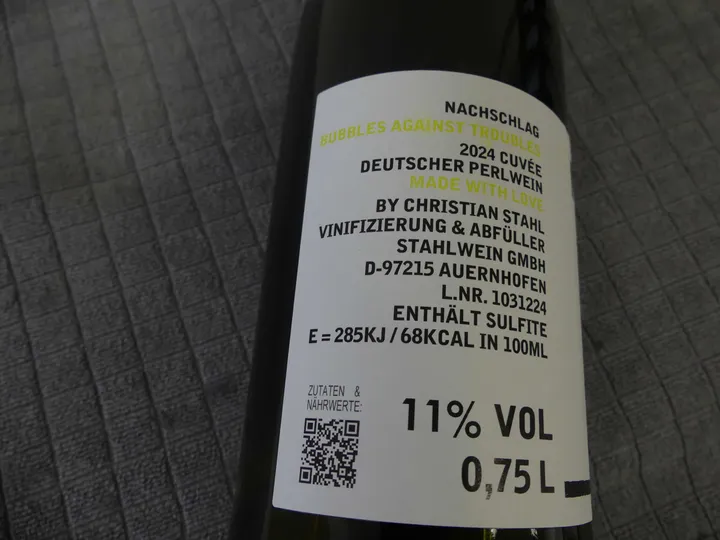 NACHSCHLAG
BUBBLES AGAINST TROUBLES
2024 CUVÉE
DEUTSCHER PERLWEIN
MADE WITH LOVE
BY CHRISTIAN STAHL
VINIFIZIERUNG & ABFÜLLER
STAHLWEIN GMBH
D-97215 AUERNHOFEN
L.NR. 1031224
ENTHÄLT SULFITE
E = 285KJ / 68KCAL IN 100ML
ZUTATEN &
NÄHRWERTE:
11% VOL
0,75 L